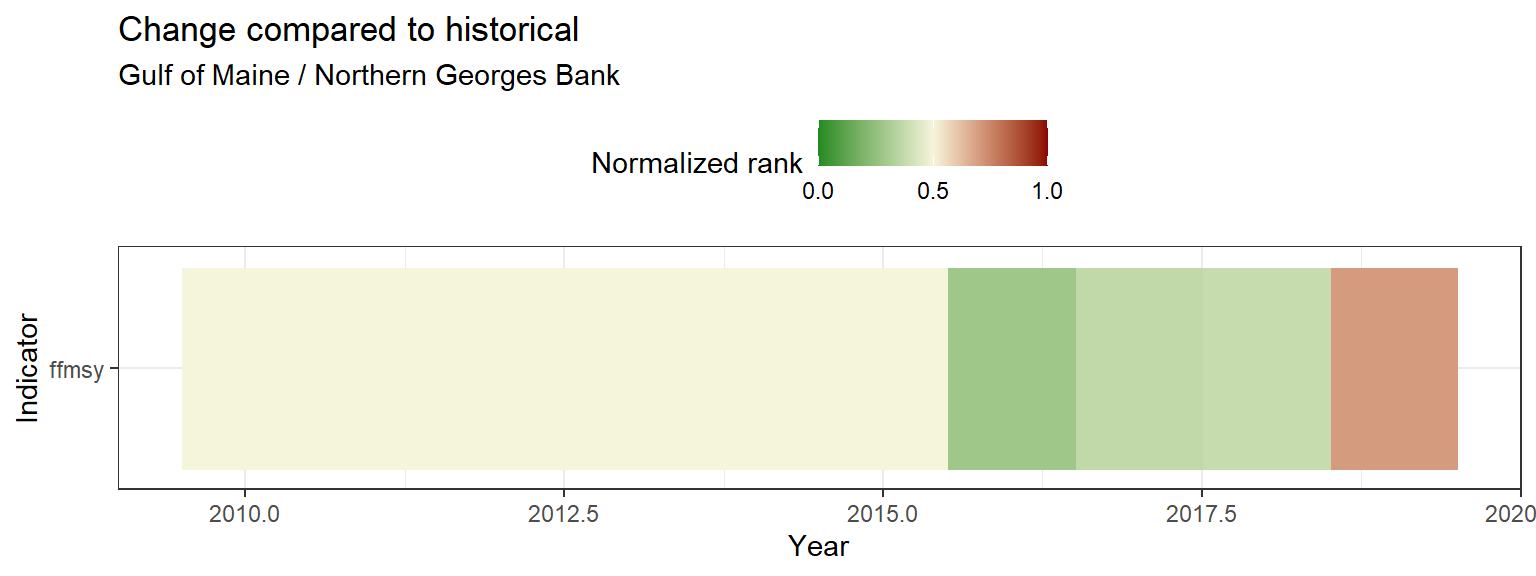 Change compared to historical
Gulf of Maine / Northern Georges Bank
Normalized rank
0.0 0.5 1.0
Indicator
ffmsy
2010.0 2012.5 2015.0 2017.5 2020
Year